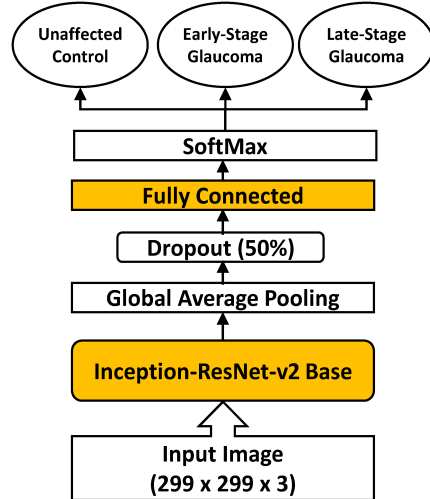 Unaffected
Control
Early-Stage
Glaucoma
Late-Stage
Glaucoma
SoftMax
Fully Connected
Dropout (50%)
Global Average Pooling
Inception-ResNet-v2 Base
Input Image
(299 x 299 x 3)